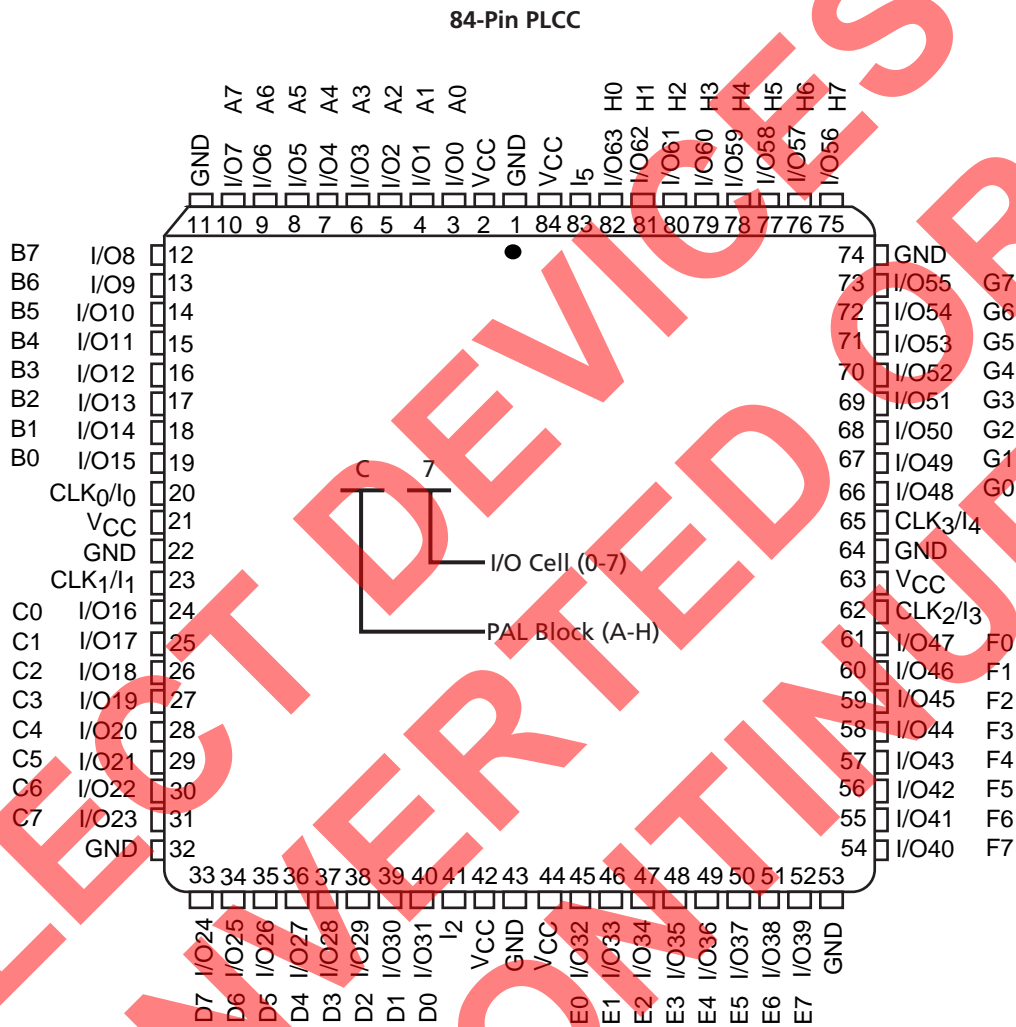 84-Pin PLCC
A7 A6 A5 A4 A3 A2 A1 A0 H0 H1 H2 H3 H4 H5 H6 H7
GND I/O7 I/O6 I/O5 I/O4 I/O3 I/O2 I/O1 I/O0 VCC GND VCC I5 I/O63 I/O62 I/O61 I/O60 I/O59 I/O58 I/O57 I/O56
11 10 9 8 7 6 5 4 3 2 1 84 83 82 81 80 79 78 77 76 75
B7 I/O8 12
B6 I/O9 13
B5 I/O10 14
B4 I/O11 15
B3 I/O12 16
B2 I/O13 17
B1 I/O14 18
B0 I/O15 19
CLK0/I0 20
VCC 21
GND 22
CLK1/I1 23
C0 I/O16 24
C1 I/O17 25
C2 I/O18 26
C3 I/O19 27
C4 I/O20 28
C5 I/O21 29
C6 I/O22 30
C7 I/O23 31
GND 32
C 7
I/O Cell (0-7)
PAL Block (A-H)
74 GND
73 I/O55 G7
72 I/O54 G6
71 I/O53 G5
70 I/O52 G4
69 I/O51 G3
68 I/O50 G2
67 I/O49 G1
66 I/O48 G0
65 CLK3/I4
64 GND
63 VCC
62 CLK2/I3
61 I/O47 F0
60 I/O46 F1
59 I/O45 F2
58 I/O44 F3
57 I/O43 F4
56 I/O42 F5
55 I/O41 F6
54 I/O40 F7
33 34 35 36 37 38 39 40 41 42 43 44 45 46 47 48 49 50 51 52 53
I/O24 I/O25 I/O26 I/O27 I/O28 I/O29 I/O30 I/O31 I2 VCC GND VCC I/O32 I/O33 I/O34 I/O35 I/O36 I/O37 I/O38 I/O39 GND
D7 D6 D5 D4 D3 D2 D1 D0 E0 E1 E2 E3 E4 E5 E6 E7
LECT DEVICES
NVERTED OR
ONTINU